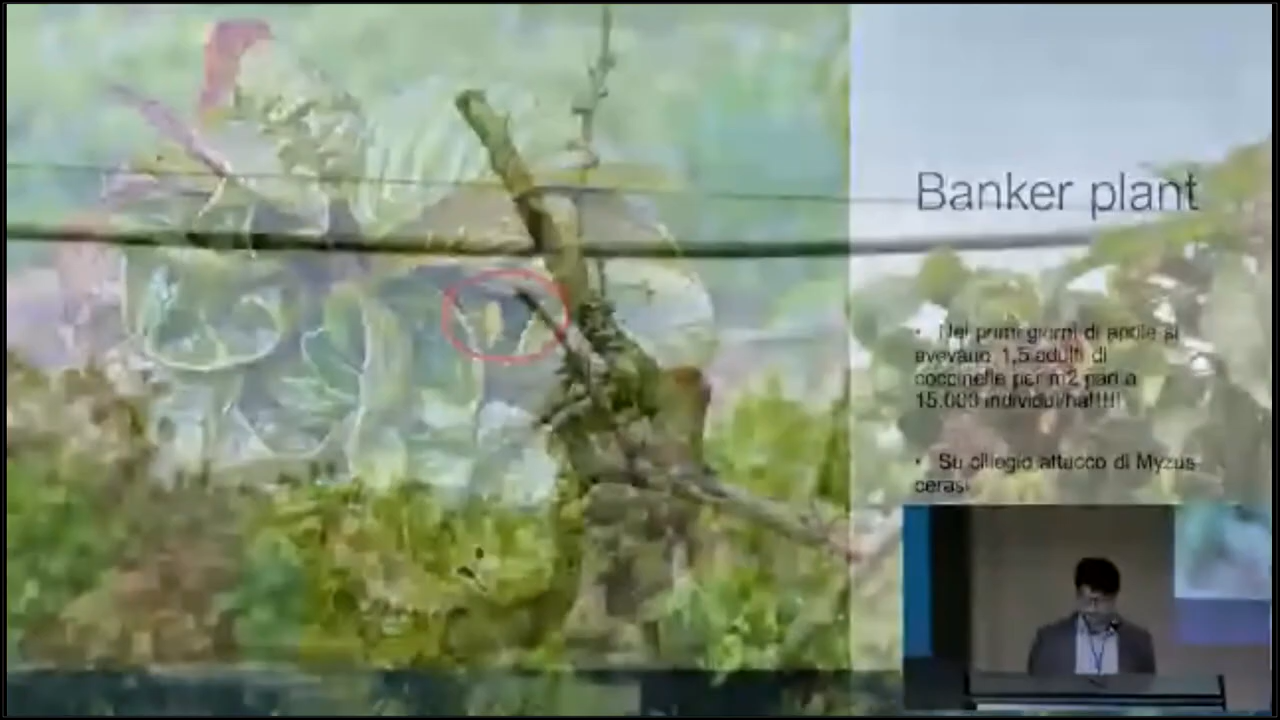 Banker plant
• Nei primi giorni di aprile si
avevano 1,5 adulti di
coccinelle per m2 pari a
15.000 individui/ha!!!!
• Su ciliegio attacco di Myzus
cerasi